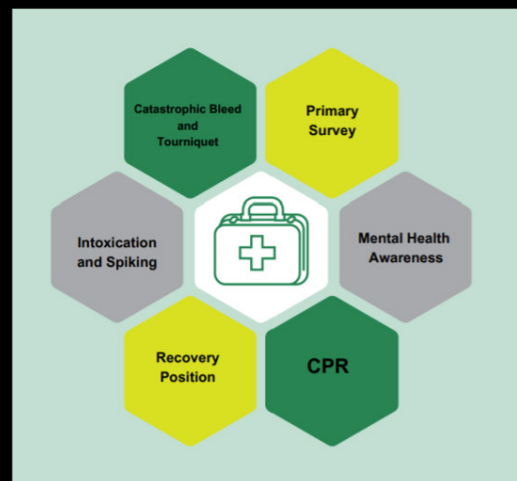 Catastrophic Bleed
and
Tourniquet
Primary
Survey
Intoxication
and Spiking
Mental Health
Awareness
Recovery
Position
CPR